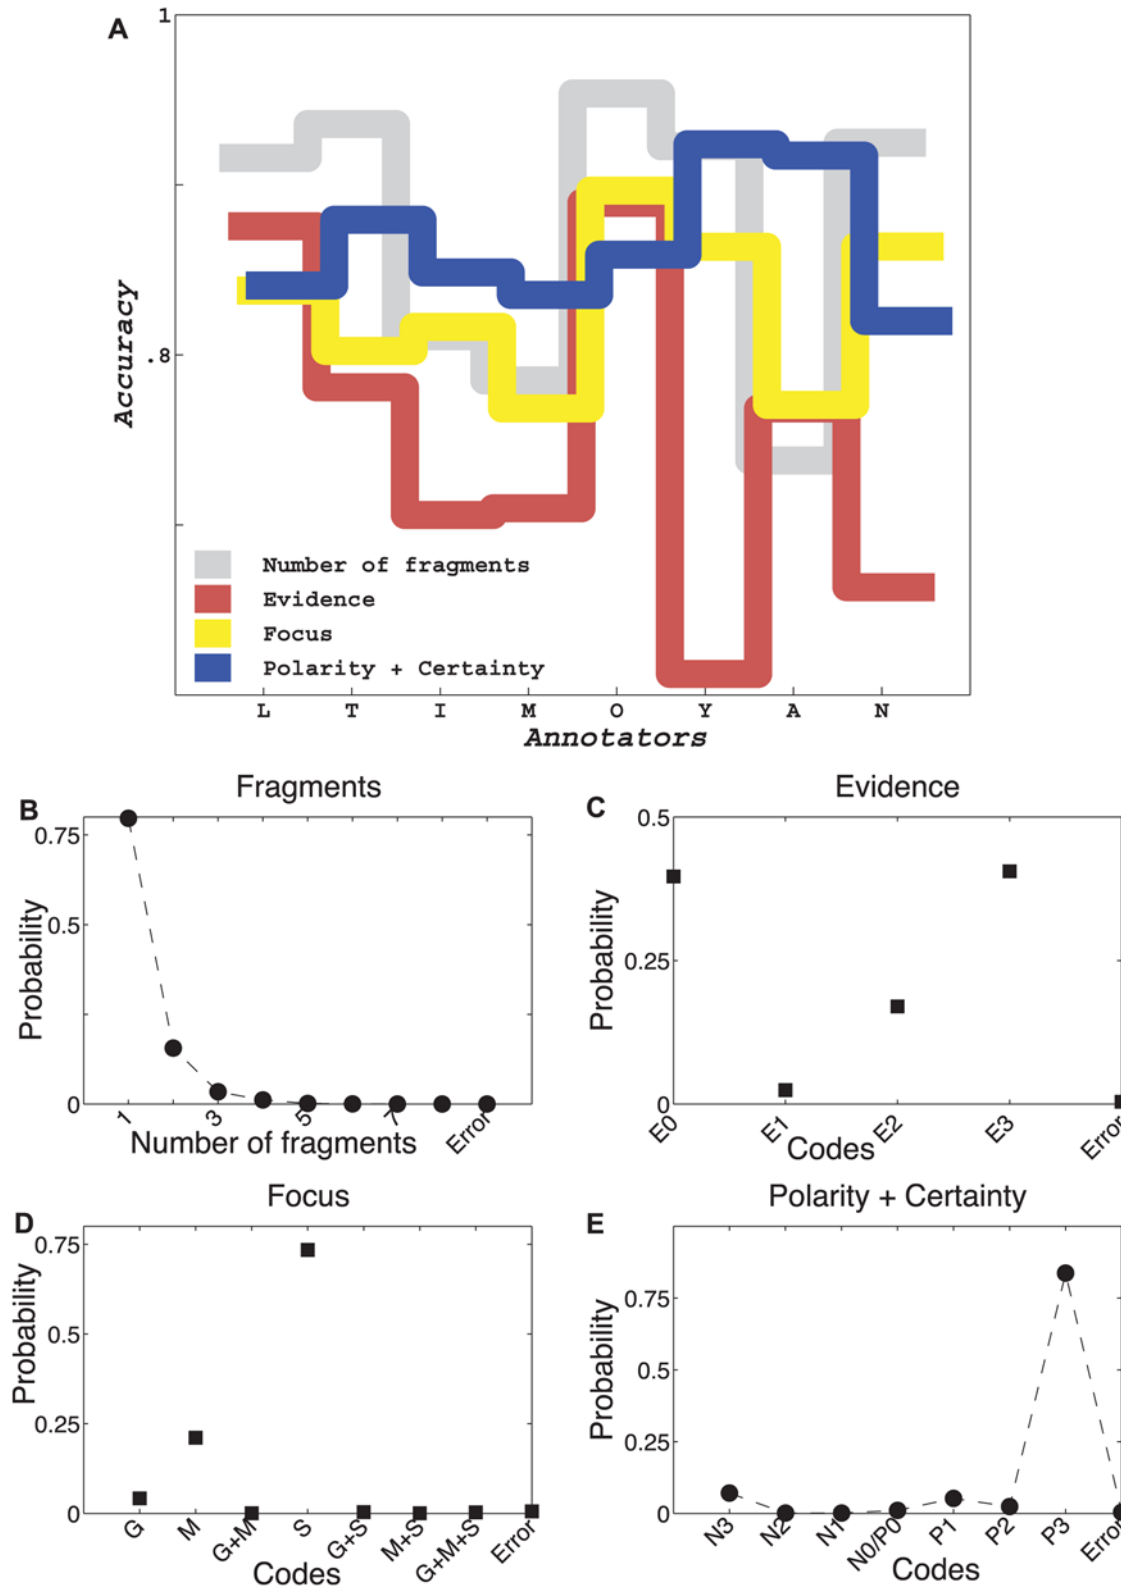 A
1
.8
Accuracy
Number of fragments
Evidence
Focus
Polarity + Certainty
L T I M O Y A N
Annotators
B
Fragments
0.75
0.5
0
Probability
1 3 5 7 Error
Number of fragments
C
Evidence
0.5
0.25
0
Probability
E0 E1 E2 E3 Error
Codes
D
Focus
0.75
0.5
0.25
0
Probability
G M G+M S G+S M+S G+M+S Error
Codes
E
Polarity + Certainty
0.75
0.5
0.25
0
Probability
N3 N2 N1 N0/P0 P1 P2 P3 Error
Codes